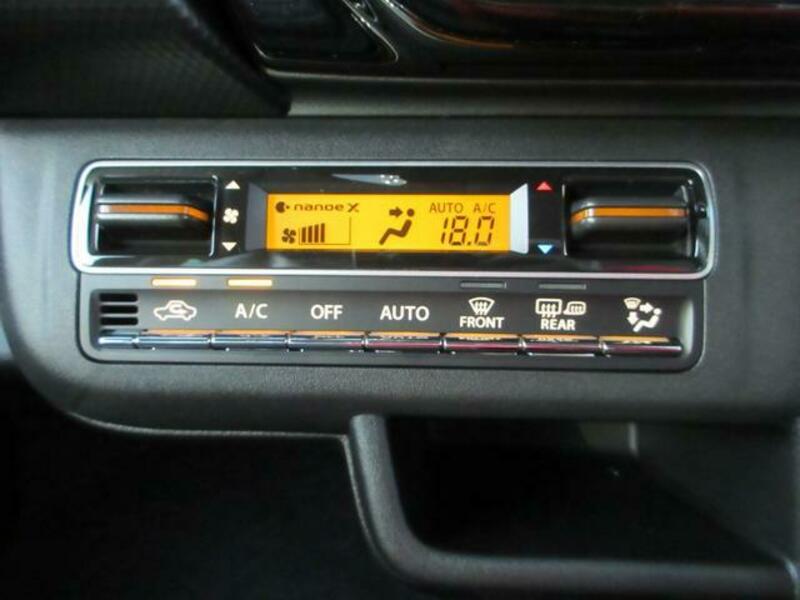 nanoe X AUTO A/C
18.0
A/C OFF AUTO FRONT REAR